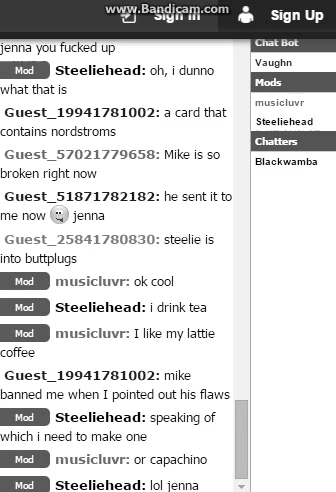 www.Bandicam.com
Sign In
Sign Up
jenna you fucked up
Mod Steeliehead: oh, i dunno
what that is
Guest_19941781002: a card that
contains nordstroms
Guest_57021779658: Mike is so
broken right now
Guest_51871782182: he sent it to
me now jenna
Guest_25841780830: steelie is
into buttplugs
Mod musicluvr: ok cool
Mod Steeliehead: i drink tea
Mod musicluvr: I like my lattie
coffee
Guest_19941781002: mike
banned me when I pointed out his flaws
Mod Steeliehead: speaking of
which i need to make one
Mod musicluvr: or capachino
Mod Steeliehead: lol jenna
Chat Bot
Vaughn
Mods
musicluvr
Steeliehead
Chatters
Blackwamba